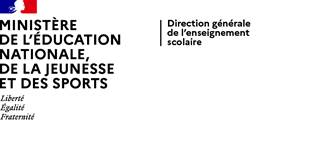 MINISTÈRE
DE L’ÉDUCATION
NATIONALE,
DE LA JEUNESSE
ET DES SPORTS
Liberté
Égalité
Fraternité
Direction générale
de l’enseignement
scolaire